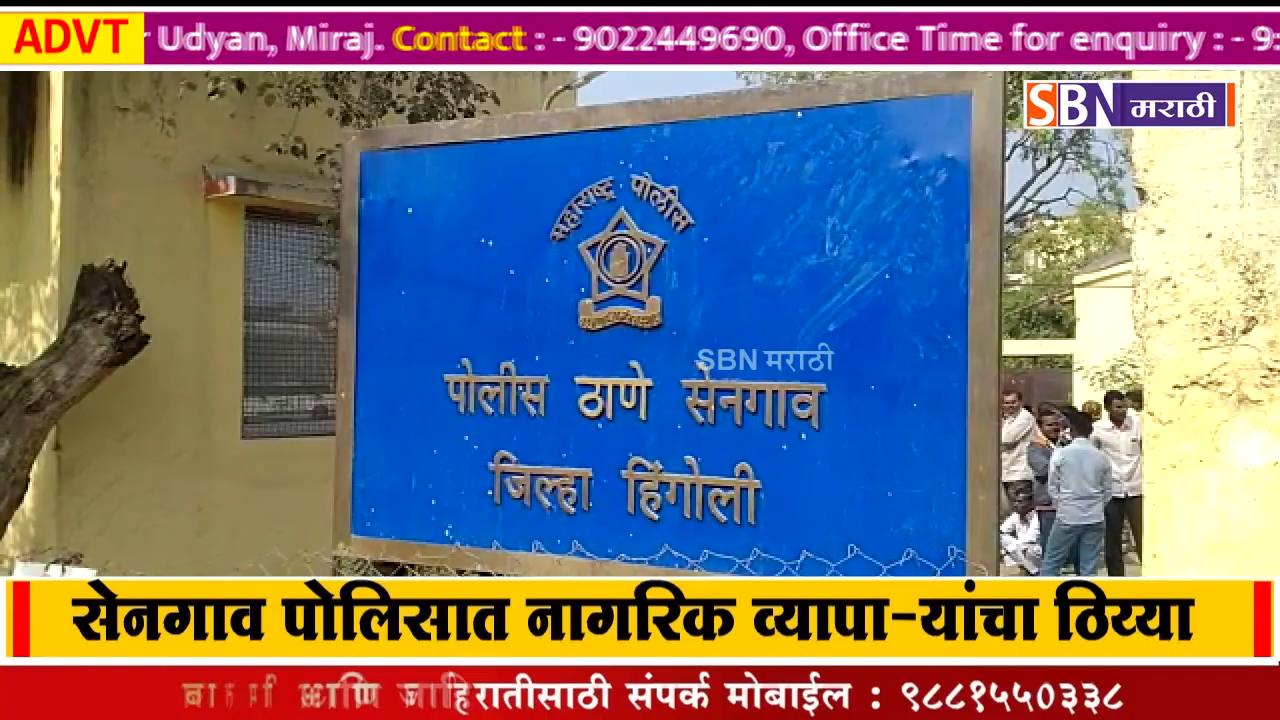 ADVT Udyan, Miraj. Contact : - 9022449690, Office Time for enquiry : - 9:
SBN मराठी
महाराष्ट्र पोलीस
SBN मराठी
पोलीस ठाणे सेनगाव
जिल्हा हिंगोली
सेनगाव पोलिसात नागरिक व्यापा-यांचा ठिय्या
आणि जाहिरातीसाठी संपर्क मोबाईल : ९८८१५५०३३८